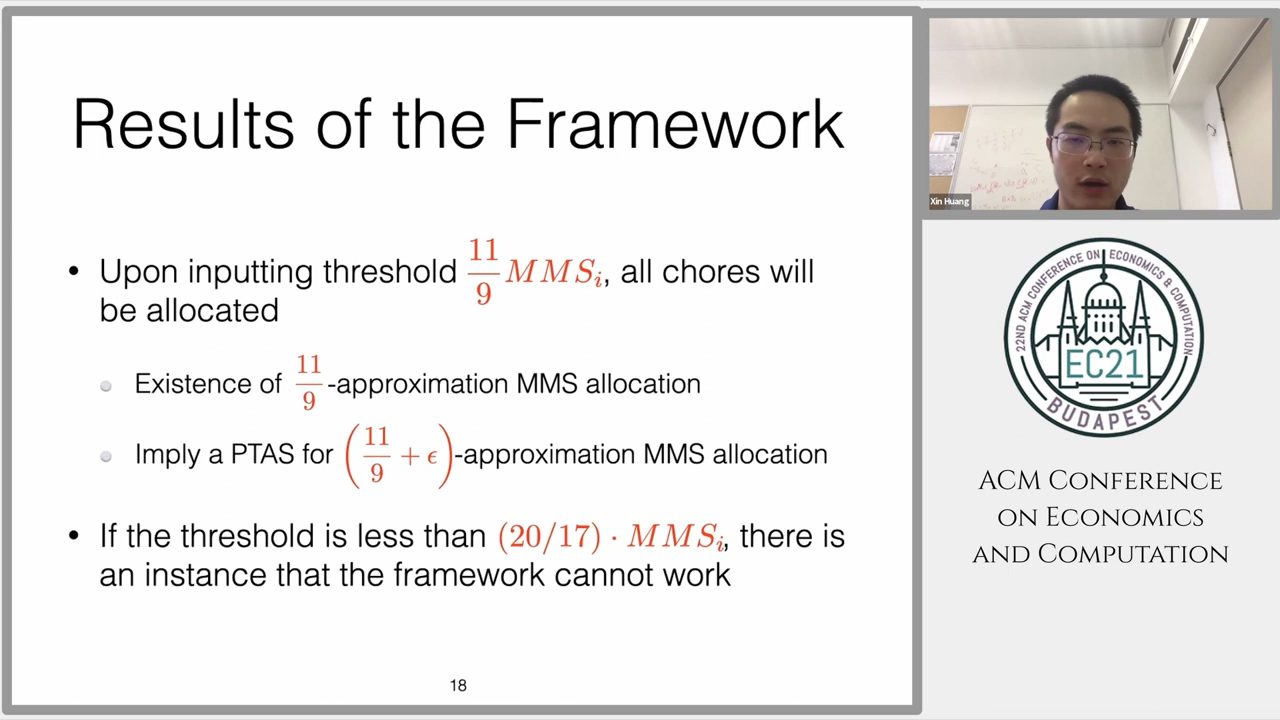 Results of the Framework
• Upon inputting threshold 11/9 MMS_i, all chores will
be allocated
Existence of 11/9 -approximation MMS allocation
Imply a PTAS for (11/9 + ϵ)-approximation MMS allocation
• If the threshold is less than (20/17) · MMS_i, there is
an instance that the framework cannot work
18
Xin Huang
22ND ACM CONFERENCE ON ECONOMICS & COMPUTATION
EC21
BUDAPEST
ACM Conference
on Economics
and Computation